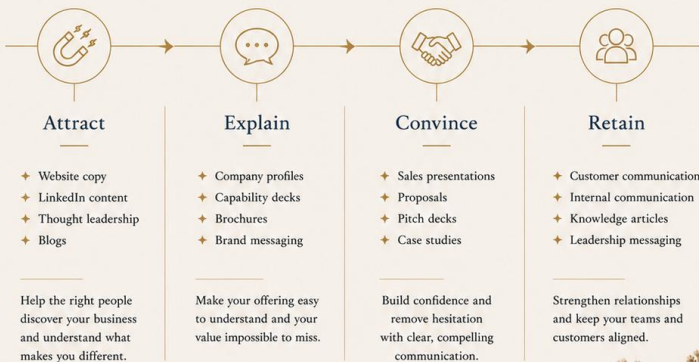 Attract
Website copy
LinkedIn content
Thought leadership
Blogs
Help the right people
discover your business
and understand what
makes you different.
Explain
Company profiles
Capability decks
Brochures
Brand messaging
Make your offering easy
to understand and your
value impossible to miss.
Convince
Sales presentations
Proposals
Pitch decks
Case studies
Build confidence and
remove hesitation
with clear, compelling
communication.
Retain
Customer communication
Internal communication
Knowledge articles
Leadership messaging
Strengthen relationships
and keep your teams and
customers aligned.